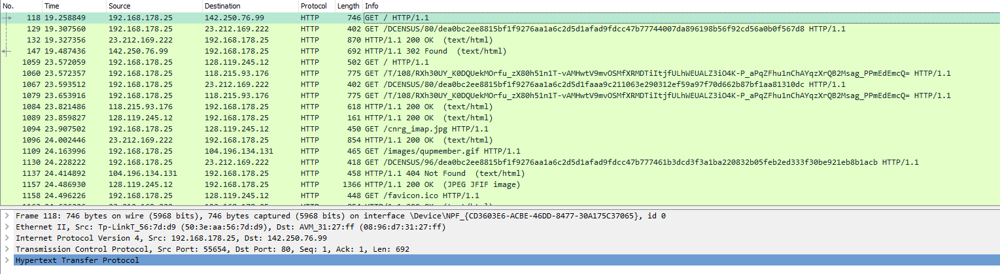 No. Time Source Destination Protocol Length Info
118 19.258849 192.168.178.25 142.250.76.99 HTTP 746 GET / HTTP/1.1
129 19.307560 192.168.178.25 23.212.169.222 HTTP 402 GET /DCENSUS/80/dea0bc2ee8815bf1f9276aa1a6c2d5d1afad9fdcc47b77744007da896198b56f92cd56a0b0f567d8 HTTP/1.1
132 19.327356 23.212.169.222 192.168.178.25 HTTP 870 HTTP/1.1 200 OK (text/html)
147 19.487436 142.250.76.99 192.168.178.25 HTTP 692 HTTP/1.1 302 Found (text/html)
1059 23.572059 192.168.178.25 128.119.245.12 HTTP 502 GET / HTTP/1.1
1060 23.572357 192.168.178.25 118.215.93.176 HTTP 775 GET /T/108/RXh30UY_K0DQUekMOrfu_zX80h51n1T-vAMHwtV9mvOSMfXRMDTiItjfULhWEUALZ3iO4K-P_aPqZFhu1nChAYqzXrQB2Msag_PPmEdEmcQ= HTTP/1.1
1067 23.593512 192.168.178.25 23.212.169.222 HTTP 402 GET /DCENSUS/80/dea0bc2ee8815bf1f9276aa1a6c2d5d1faaa9c211063e290312ef59a97f70d662b87bf1aa81310dc HTTP/1.1
1079 23.653916 192.168.178.25 118.215.93.176 HTTP 775 GET /T/108/RXh30UY_K0DQUekMOrfu_zX80h51n1T-vAMHwtV9mvOSMfXRMDTiItjfULhWEUALZ3iO4K-P_aPqZFhu1nChAYqzXrQB2Msag_PPmEdEmcQ= HTTP/1.1
1084 23.821486 118.215.93.176 192.168.178.25 HTTP 618 HTTP/1.1 200 OK (text/html)
1089 23.859827 128.119.245.12 192.168.178.25 HTTP 161 HTTP/1.1 200 OK (text/html)
1094 23.907502 192.168.178.25 128.119.245.12 HTTP 450 GET /cnrg_imap.jpg HTTP/1.1
1096 24.002446 23.212.169.222 192.168.178.25 HTTP 854 HTTP/1.1 200 OK (text/html)
1109 24.163996 192.168.178.25 104.196.134.131 HTTP 465 GET /images/qupmember.gif HTTP/1.1
1130 24.228222 192.168.178.25 23.212.169.222 HTTP 418 GET /DCENSUS/96/dea0bc2ee8815bf1f9276aa1a6c2d5d1afad9fdcc47b777461b3dcd3f3a1ba220832b05feb2ed333f30be921eb8b1acb HTTP/1.1
1137 24.414892 104.196.134.131 192.168.178.25 HTTP 458 HTTP/1.1 404 Not Found (text/html)
1157 24.486930 128.119.245.12 192.168.178.25 HTTP 1366 HTTP/1.1 200 OK (JPEG JFIF image)
1158 24.496226 192.168.178.25 128.119.245.12 HTTP 448 GET /favicon.ico HTTP/1.1
Frame 118: 746 bytes on wire (5968 bits), 746 bytes captured (5968 bits) on interface \Device\NPF_{CD3603E6-ACBE-46DD-8477-30A175C37065}, id 0
Ethernet II, Src: Tp-LinkT_56:7d:d9 (50:3e:aa:56:7d:d9), Dst: AVM_31:27:ff (08:96:d7:31:27:ff)
Internet Protocol Version 4, Src: 192.168.178.25, Dst: 142.250.76.99
Transmission Control Protocol, Src Port: 55654, Dst Port: 80, Seq: 1, Ack: 1, Len: 692
Hypertext Transfer Protocol